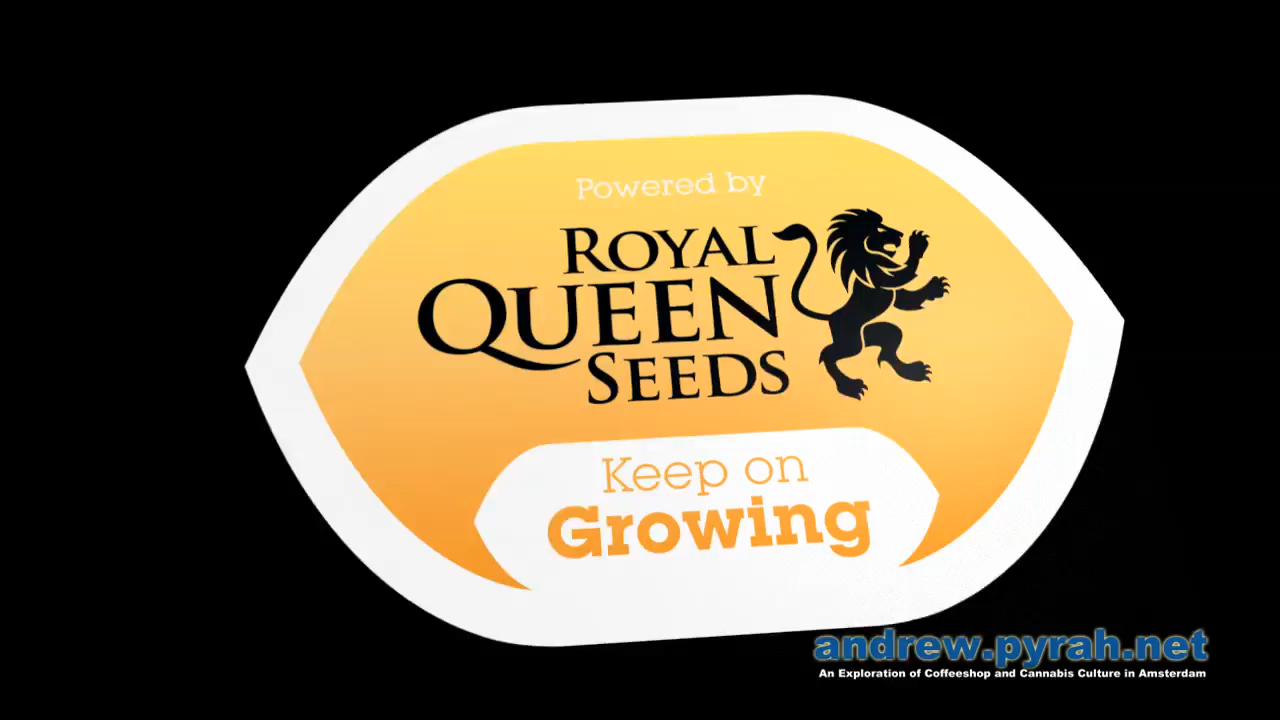 Powered by
ROYAL
QUEEN
SEEDS
Keep on
Growing
andrew.pyrah.net
An Exploration of Coffeeshop and Cannabis Culture in Amsterdam